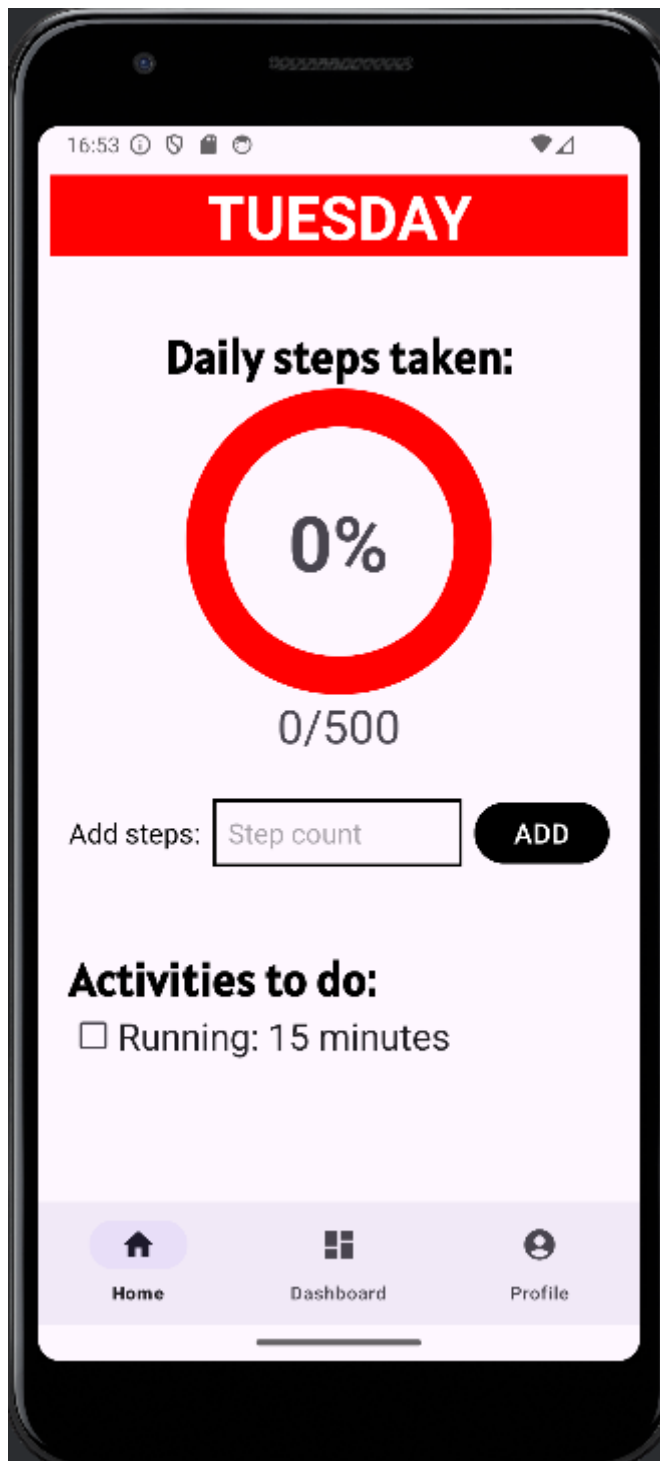 16:53
TUESDAY
Daily steps taken:
0%
0/500
Add steps: Step count ADD
Activities to do:
Running: 15 minutes
Home Dashboard Profile